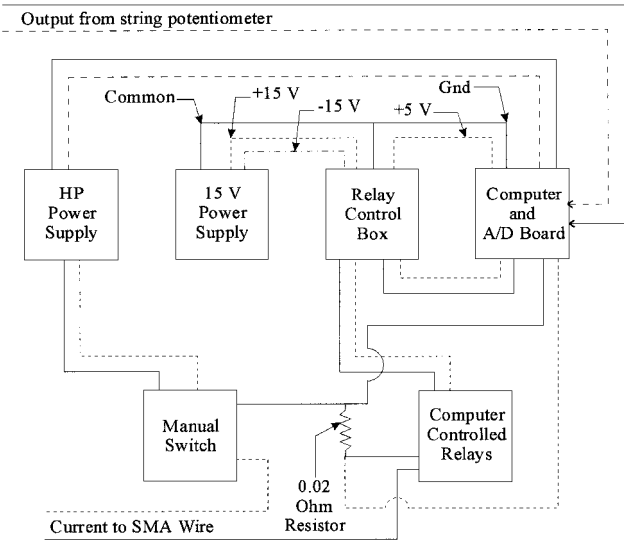 Output from string potentiometer
Common
+15 V
-15 V
+5 V
Gnd
HP
Power
Supply
15 V
Power
Supply
Relay
Control
Box
Computer
and
A/D Board
Manual
Switch
0.02
Ohm
Resistor
Computer
Controlled
Relays
Current to SMA Wire